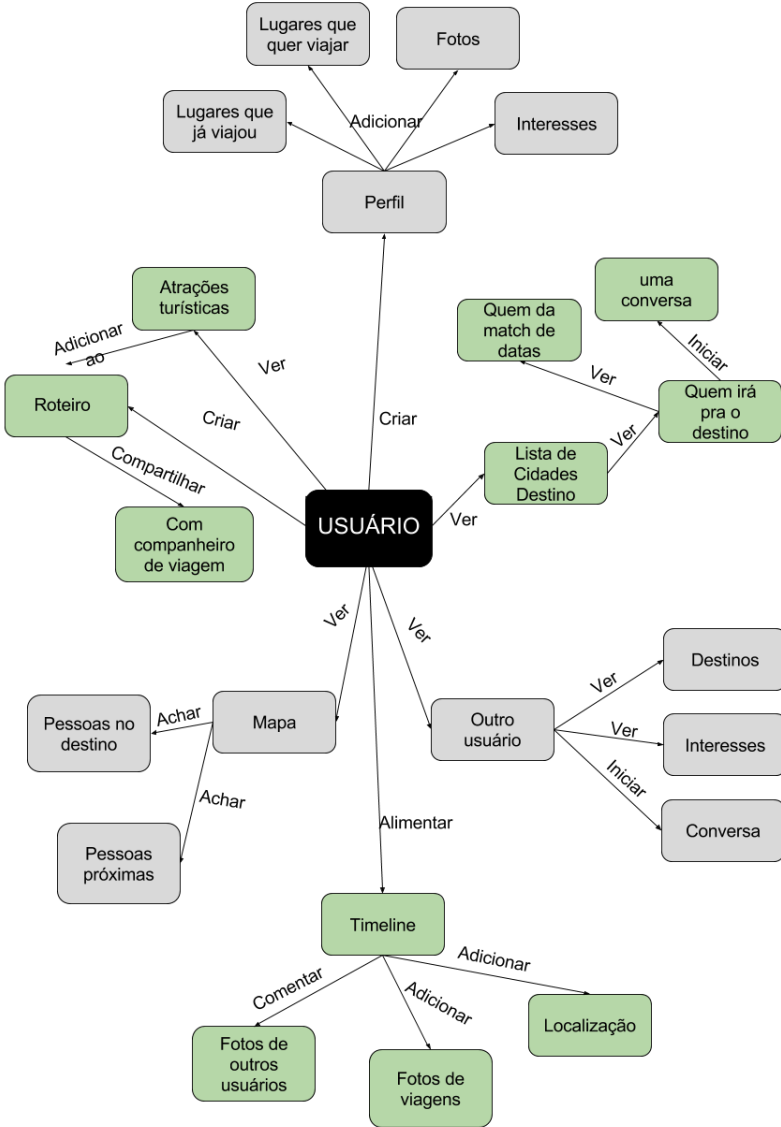 Lugares que
quer viajar
Fotos
Lugares que
já viajou
Adicionar
Interesses
Perfil
Atrações
turísticas
uma
conversa
Quem da
match de
datas
Adicionar
ao
Iniciar
Ver
Ver
Roteiro
Quem irá
pra o
destino
Criar
Criar
Ver
Compartilhar
Lista de
Cidades
Destino
USUÁRIO
Ver
Com
companheiro
de viagem
Ver
Ver
Destinos
Ver
Pessoas no
destino
Achar
Mapa
Outro
usuário
Ver
Interesses
Iniciar
Achar
Alimentar
Conversa
Pessoas
próximas
Timeline
Comentar
Adicionar
Adicionar
Localização
Fotos de
outros
usuários
Fotos de
viagens